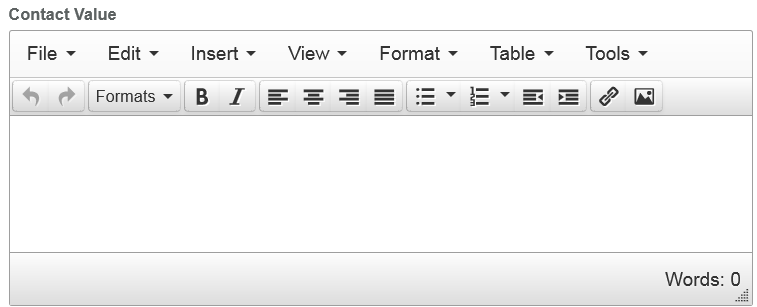 Contact Value
File Edit Insert View Format Table Tools
Formats B I
Words: 0